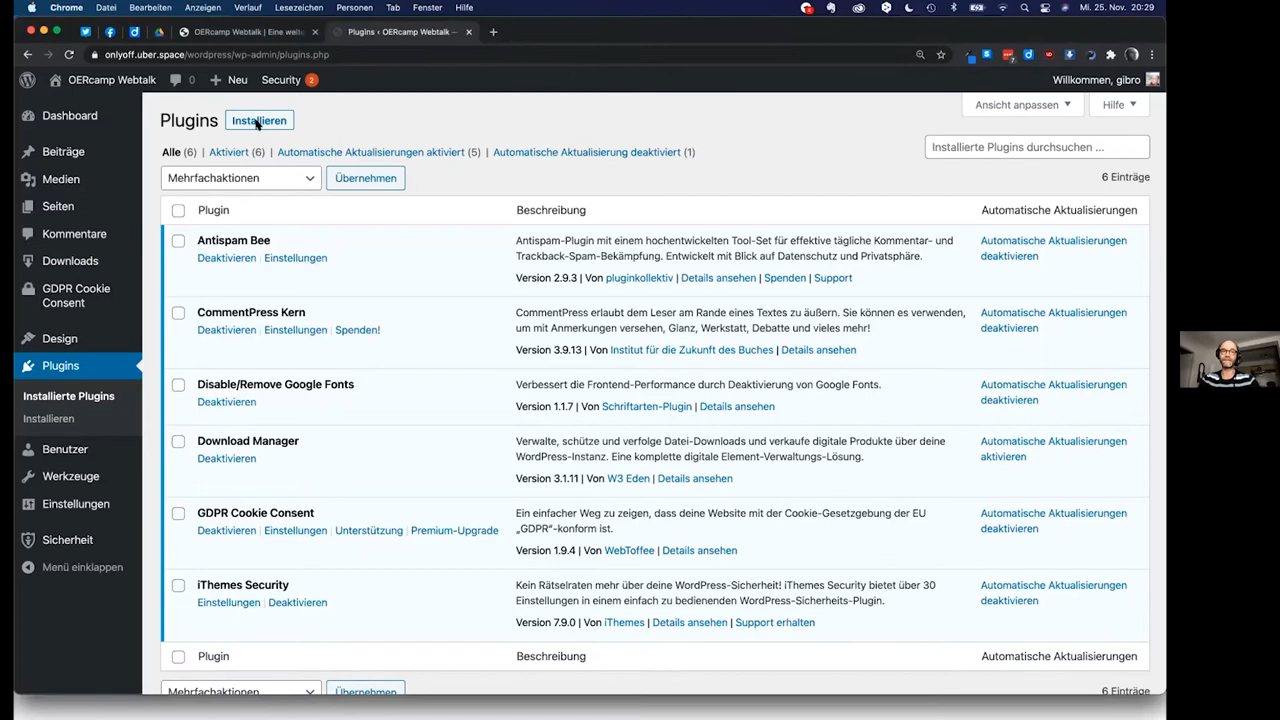 Chrome Datei Bearbeiten Anzeigen Verlauf Lesezeichen Personen Tab Fenster Hilfe Mi. 25. Nov. 20:29
OERcamp Webtalk | Eine welt Plugins ‹ OERcamp Webtalk —
onlyoff.uber.space/wordpress/wp-admin/plugins.php
OERcamp Webtalk 0 Neu Security 2 Willkommen, gibro
Dashboard
Beiträge
Medien
Seiten
Kommentare
Downloads
GDPR Cookie
Consent
Design
Plugins
Installierte Plugins
Installieren
Benutzer
Werkzeuge
Einstellungen
Sicherheit
Menü einklappen
Ansicht anpassen Hilfe
Plugins Installieren
Alle (6) | Aktiviert (6) | Automatische Aktualisierungen aktiviert (5) | Automatische Aktualisierung deaktiviert (1)
Installierte Plugins durchsuchen ...
Mehrfachaktionen Übernehmen 6 Einträge
Plugin Beschreibung Automatische Aktualisierungen
Antispam Bee
Deaktivieren | Einstellungen
Antispam-Plugin mit einem hochentwickelten Tool-Set für effektive tägliche Kommentar- und
Trackback-Spam-Bekämpfung. Entwickelt mit Blick auf Datenschutz und Privatsphäre.
Version 2.9.3 | Von pluginkollektiv | Details ansehen | Spenden | Support
Automatische Aktualisierungen
deaktivieren
CommentPress Kern
Deaktivieren | Einstellungen | Spenden!
CommentPress erlaubt dem Leser am Rande eines Textes zu äußern. Sie können es verwenden,
um mit Anmerkungen versehen, Glanz, Werkstatt, Debatte und vieles mehr!
Version 3.9.13 | Von Institut für die Zukunft des Buches | Details ansehen
Automatische Aktualisierungen
deaktivieren
Disable/Remove Google Fonts
Deaktivieren
Verbessert die Frontend-Performance durch Deaktivierung von Google Fonts.
Version 1.1.7 | Von Schriftarten-Plugin | Details ansehen
Automatische Aktualisierungen
deaktivieren
Download Manager
Deaktivieren
Verwalte, schütze und verfolge Datei-Downloads und verkaufe digitale Produkte über deine
WordPress-Instanz. Eine komplette digitale Element-Verwaltungs-Lösung.
Version 3.1.11 | Von W3 Eden | Details ansehen
Automatische Aktualisierungen
aktivieren
GDPR Cookie Consent
Deaktivieren | Einstellungen | Unterstützung | Premium-Upgrade
Ein einfacher Weg zu zeigen, dass deine Website mit der Cookie-Gesetzgebung der EU
„GDPR“-konform ist.
Version 1.9.4 | Von WebToffee | Details ansehen
Automatische Aktualisierungen
deaktivieren
iThemes Security
Einstellungen | Deaktivieren
Kein Rätselraten mehr über deine WordPress-Sicherheit! iThemes Security bietet über 30
Einstellungen in einem einfach zu bedienenden WordPress-Sicherheits-Plugin.
Version 7.9.0 | Von iThemes | Details ansehen | Support erhalten
Automatische Aktualisierungen
deaktivieren
Plugin Beschreibung Automatische Aktualisierungen
Mehrfachaktionen Übernehmen 6 Einträge